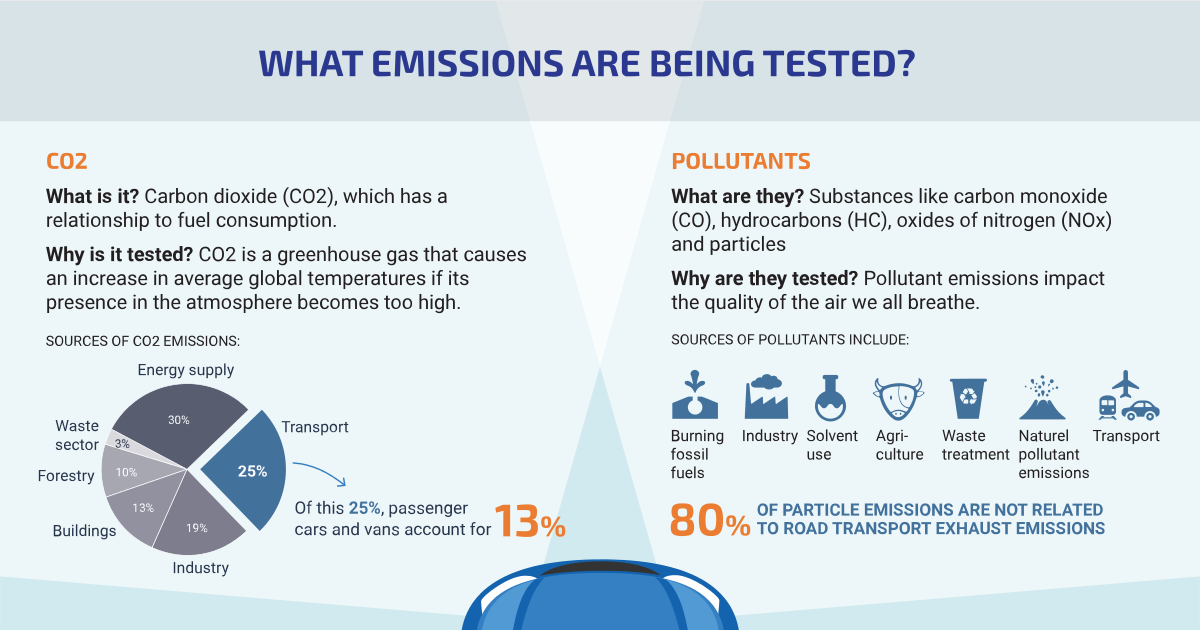 WHAT EMISSIONS ARE BEING TESTED?
CO2
What is it? Carbon dioxide (CO2), which has a
relationship to fuel consumption.
Why is it tested? CO2 is a greenhouse gas that causes
an increase in average global temperatures if its
presence in the atmosphere becomes too high.
SOURCES OF CO2 EMISSIONS:
Energy supply
30%
Waste
sector
3%
Transport
25%
Forestry
10%
Buildings
13%
19%
Industry
Of this 25%, passenger
cars and vans account for 13%
POLLUTANTS
What are they? Substances like carbon monoxide
(CO), hydrocarbons (HC), oxides of nitrogen (NOx)
and particles
Why are they tested? Pollutant emissions impact
the quality of the air we all breathe.
SOURCES OF POLLUTANTS INCLUDE:
Burning
fossil
fuels
Industry
Solvent
use
Agri-
culture
Waste
treatment
Naturel
pollutant
emissions
Transport
80% OF PARTICLE EMISSIONS ARE NOT RELATED
TO ROAD TRANSPORT EXHAUST EMISSIONS